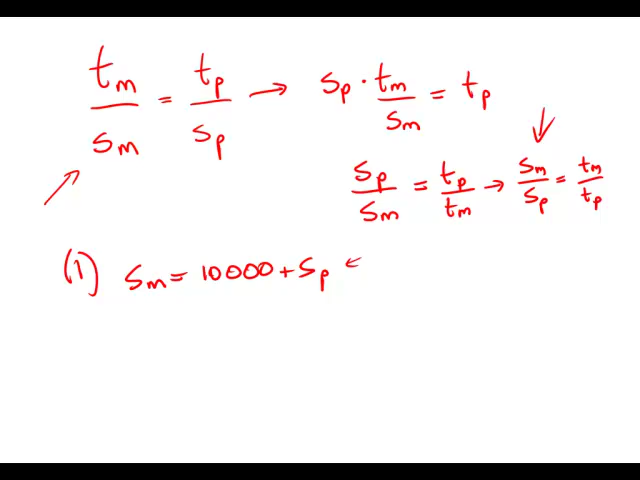 t_m/s_m = t_p/s_p → s_p · t_m/s_m = t_p
s_p/s_m = t_p/t_m → s_m/s_p = t_m/t_p
(1) s_m = 10000 + s_p ←